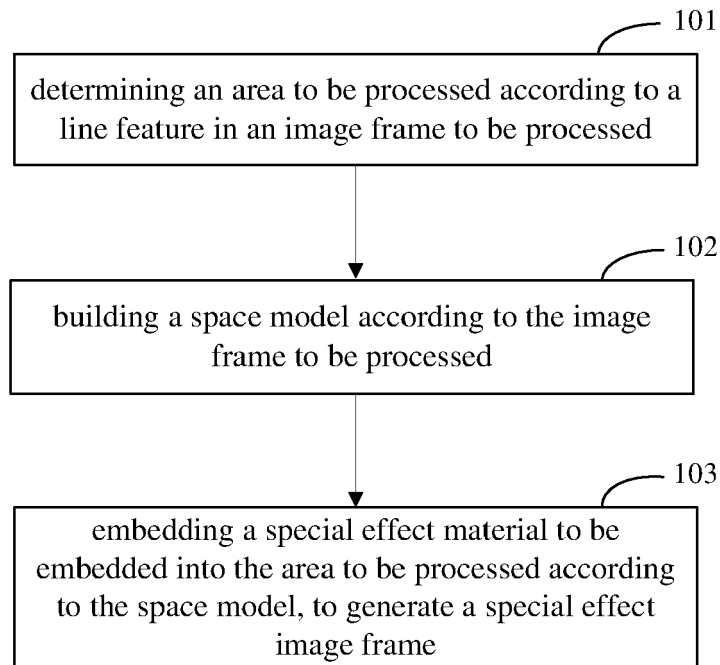 101
determining an area to be processed according to a
line feature in an image frame to be processed
102
building a space model according to the image
frame to be processed
103
embedding a special effect material to be
embedded into the area to be processed according
to the space model, to generate a special effect
image frame